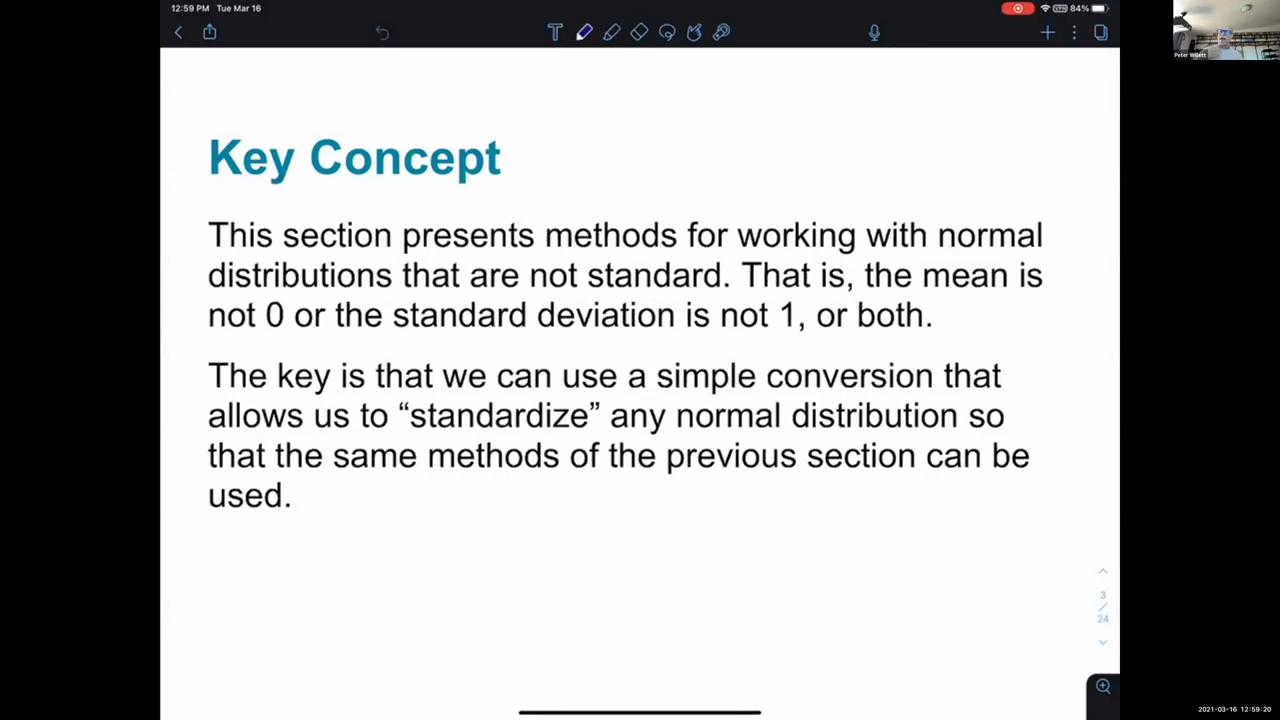 12:59 PM Tue Mar 16
VPN 84%
T
Key Concept
This section presents methods for working with normal
distributions that are not standard. That is, the mean is
not 0 or the standard deviation is not 1, or both.
The key is that we can use a simple conversion that
allows us to “standardize” any normal distribution so
that the same methods of the previous section can be
used.
3
/
24
Peter Willett
2021-03-16 12:59:20